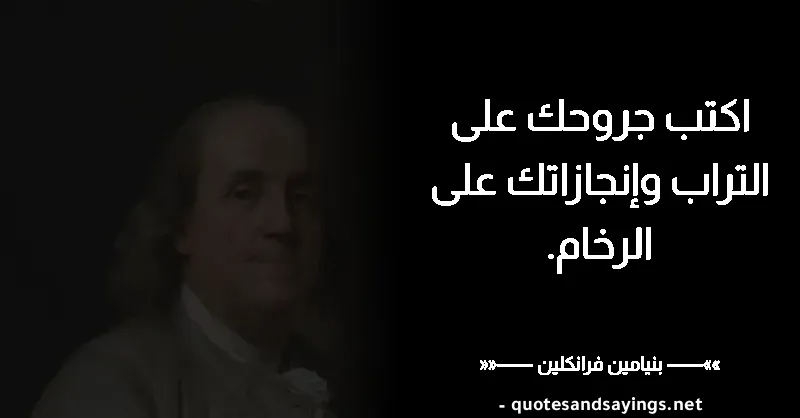 اكتب جروحك على
التراب وإنجازاتك على
الرخام.
»»—— بنيامين فرانكلين ——««
- quotesandsayings.net